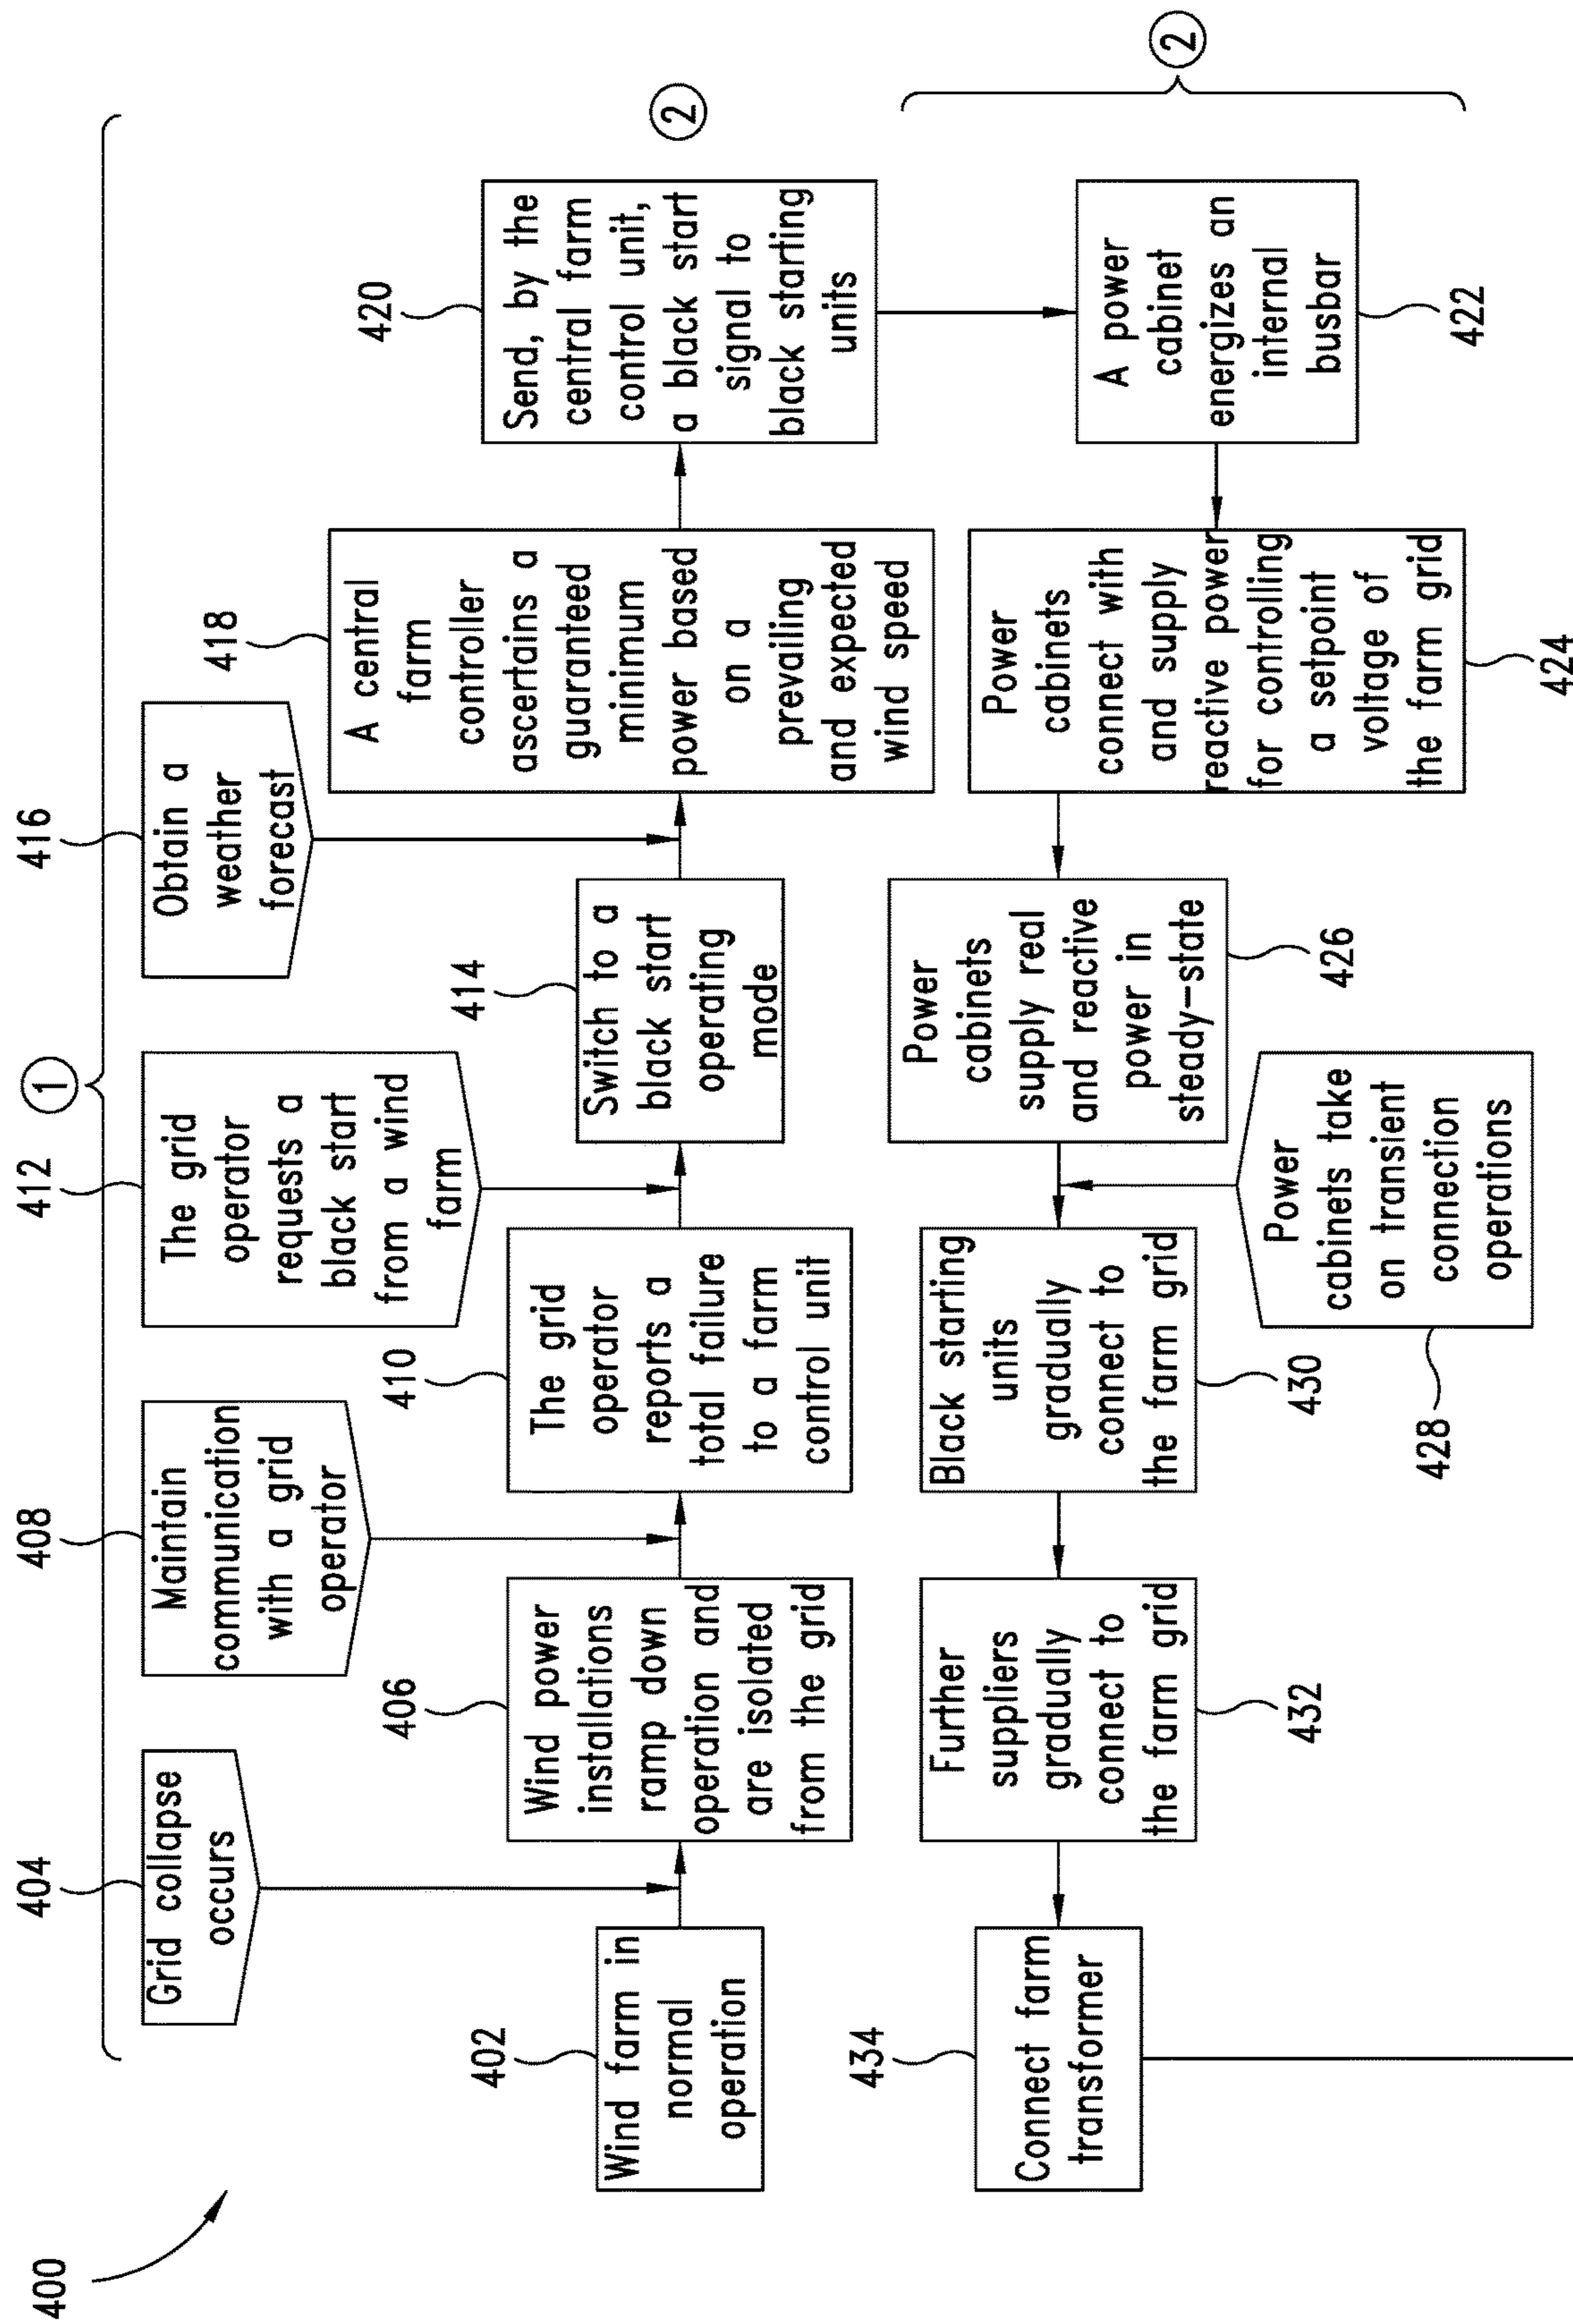 400
1
404
Grid collapse
occurs
408
Maintain
communication
with a grid
operator
412
The grid
operator
requests a
black start
from a wind
farm
416
Obtain a
weather
forecast
402
Wind farm in
normal
operation
406
Wind power
installations
ramp down
operation and
are isolated
from the grid
410
The grid
operator
reports a
total failure
to a farm
control unit
414
Switch to a
black start
operating
mode
418
A central
farm
controller
ascertains a
guaranteed
minimum
power based
on a
prevailing
and expected
wind speed
420
Send, by the
central farm
control unit,
a black start
signal to
black starting
units
2
2
A power
cabinet
energizes an
internal
busbar
422
Power
cabinets
connect with
and supply
reactive power
for controlling
a setpoint
voltage of
the farm grid
424
Power
cabinets
supply real
and reactive
power in
steady-state
426
Power
cabinets take
on transient
connection
operations
428
Black starting
units
gradually
connect to
the farm grid
430
Further
suppliers
gradually
connect to
the farm grid
432
434
Connect farm
transformer